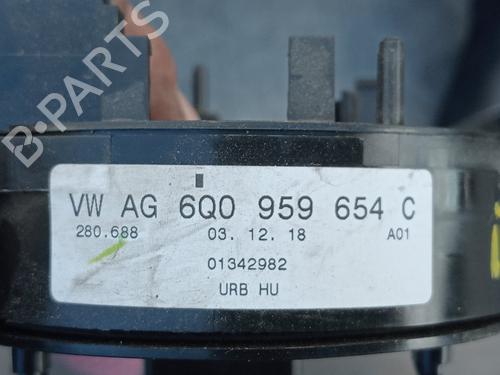 B-PARTS
VW AG 6Q0 959 654 C
280.688 03. 12. 18 A01
01342982
URB HU